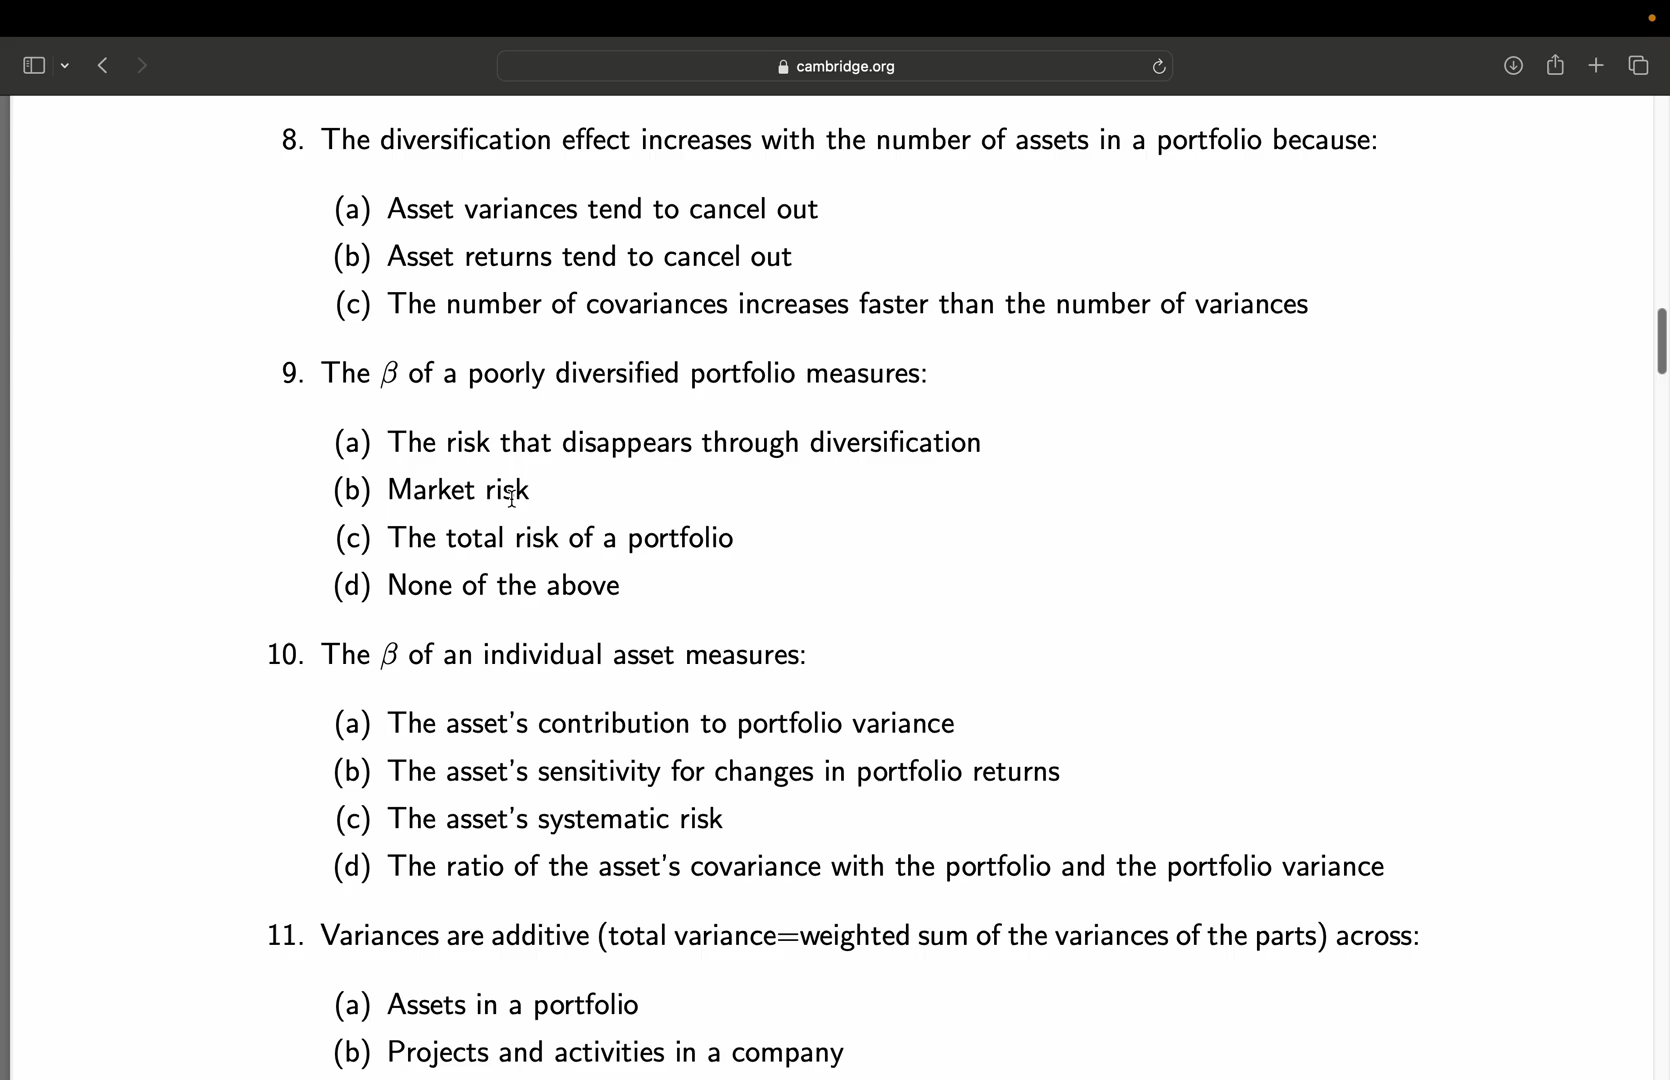 cambridge.org
8. The diversification effect increases with the number of assets in a portfolio because:
(a) Asset variances tend to cancel out
(b) Asset returns tend to cancel out
(c) The number of covariances increases faster than the number of variances
9. The β of a poorly diversified portfolio measures:
(a) The risk that disappears through diversification
(b) Market risk
(c) The total risk of a portfolio
(d) None of the above
10. The β of an individual asset measures:
(a) The asset's contribution to portfolio variance
(b) The asset's sensitivity for changes in portfolio returns
(c) The asset's systematic risk
(d) The ratio of the asset's covariance with the portfolio and the portfolio variance
11. Variances are additive (total variance=weighted sum of the variances of the parts) across:
(a) Assets in a portfolio
(b) Projects and activities in a company